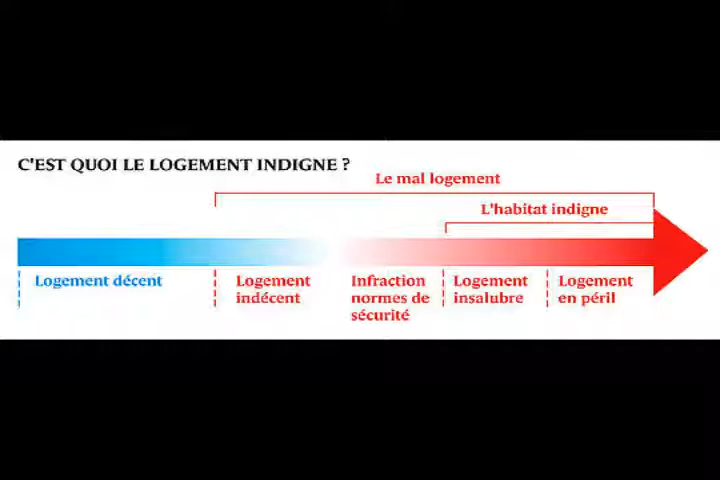 C'EST QUOI LE LOGEMENT INDIGNE ?
Le mal logement
L'habitat indigne
Logement décent
Logement
indécent
Infraction
normes de
sécurité
Logement
insalubre
Logement
en péril